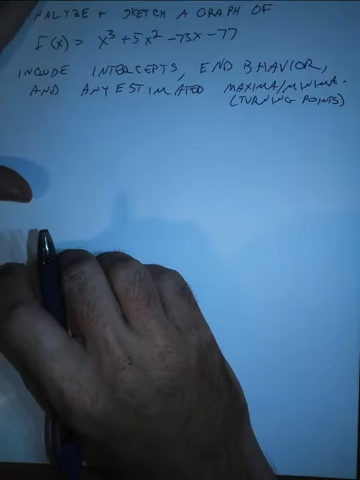 ANALYZE + SKETCH A GRAPH OF
f(x) = x³ + 5x² - 73x - 77
INCLUDE INTERCEPTS, END BEHAVIOR,
AND ANY ESTIMATED MAXIMA/MINIMA.
(TURNING POINTS)